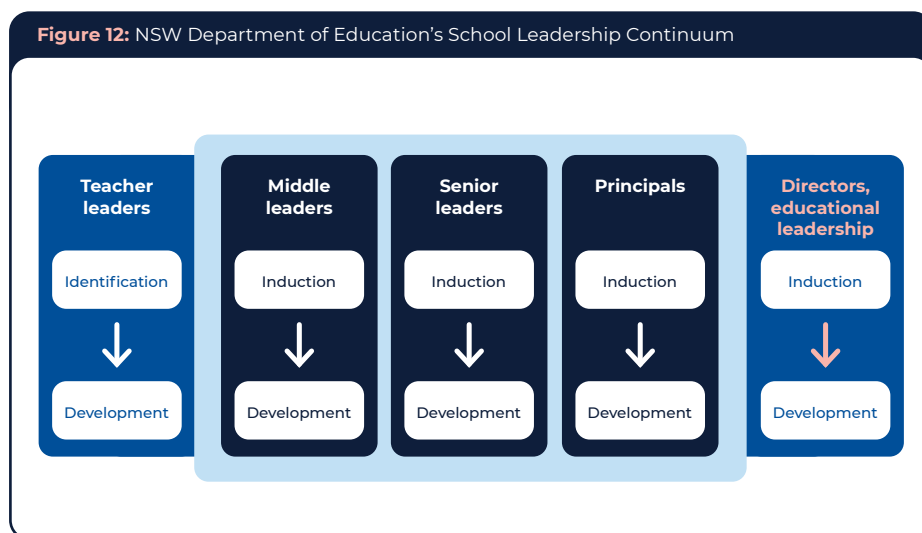 Figure 12: NSW Department of Education’s School Leadership Continuum
Teacher
leaders
Identification
Development
Middle
leaders
Induction
Development
Senior
leaders
Induction
Development
Principals
Induction
Development
Directors,
educational
leadership
Induction
Development